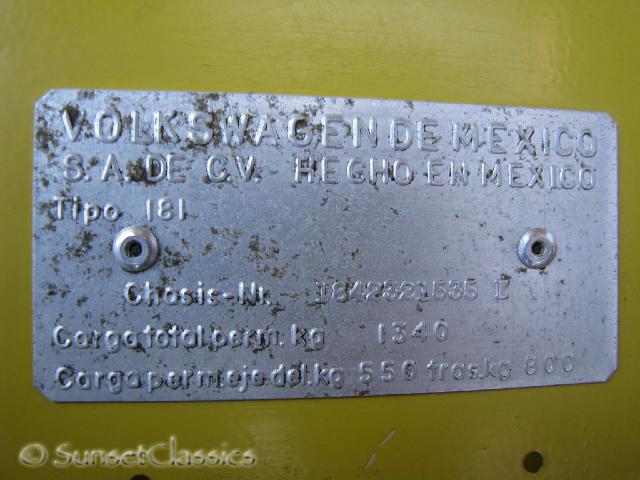 VOLKSWAGEN DE MEXICO
S.A. DE C.V. HECHO EN MEXICO
Tipo 181
Chasis-Nr. 1842321535 E
Carga total perm. kg 1340
Carga perm eje del. kg 550 tras. kg 800
© SunsetClassics